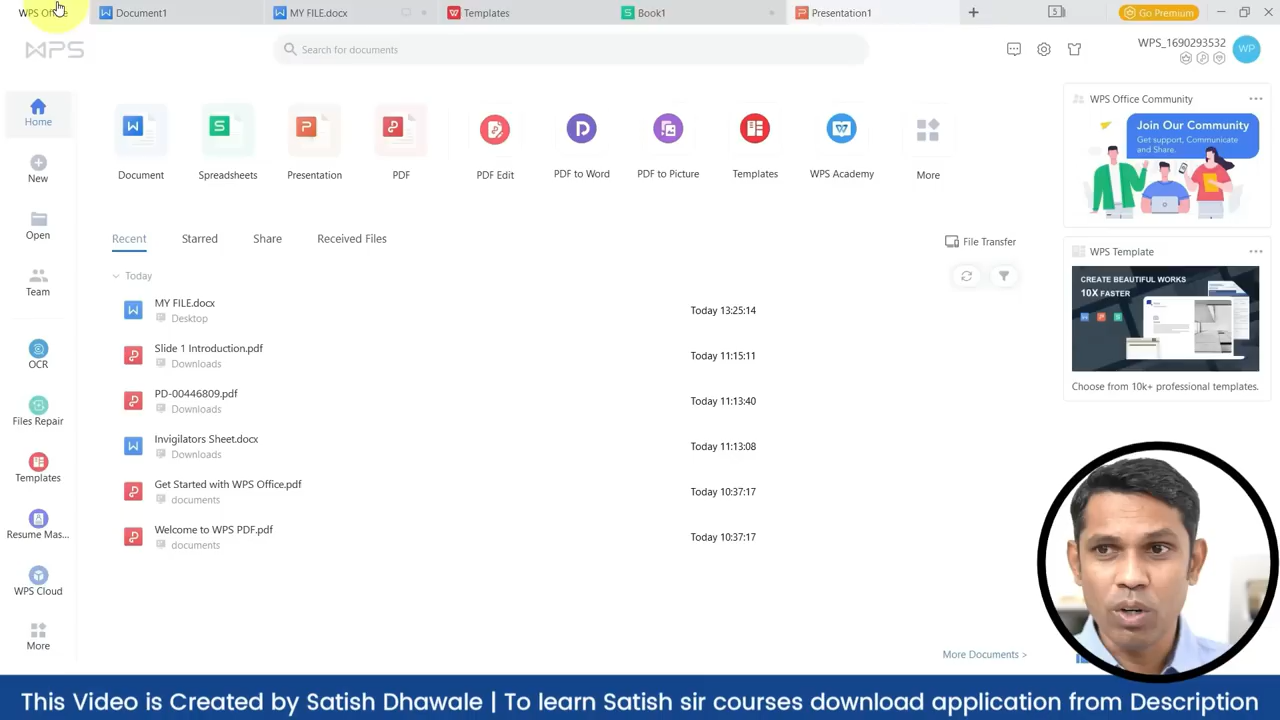 WPS Office
Document1
MY FILE.docx
Templates
Book1
Presentation1
5
Go Premium
WPS
Search for documents
WPS_1690293532
WP
Home
New
Open
Team
OCR
Files Repair
Templates
Resume Mas...
WPS Cloud
More
Document
Spreadsheets
Presentation
PDF
PDF Edit
PDF to Word
PDF to Picture
Templates
WPS Academy
More
Recent
Starred
Share
Received Files
File Transfer
Today
MY FILE.docx
Desktop
Today 13:25:14
Slide 1 Introduction.pdf
Downloads
Today 11:15:11
PD-00446809.pdf
Downloads
Today 11:13:40
Invigilators Sheet.docx
Downloads
Today 11:13:08
Get Started with WPS Office.pdf
documents
Today 10:37:17
Welcome to WPS PDF.pdf
documents
Today 10:37:17
More Documents >
WPS Office Community
Join Our Community
Get support, Communicate
and Share.
WPS Template
CREATE BEAUTIFUL WORKS
10X FASTER
Choose from 10k+ professional templates.
This Video is Created by Satish Dhawale | To learn Satish sir courses download application from Description